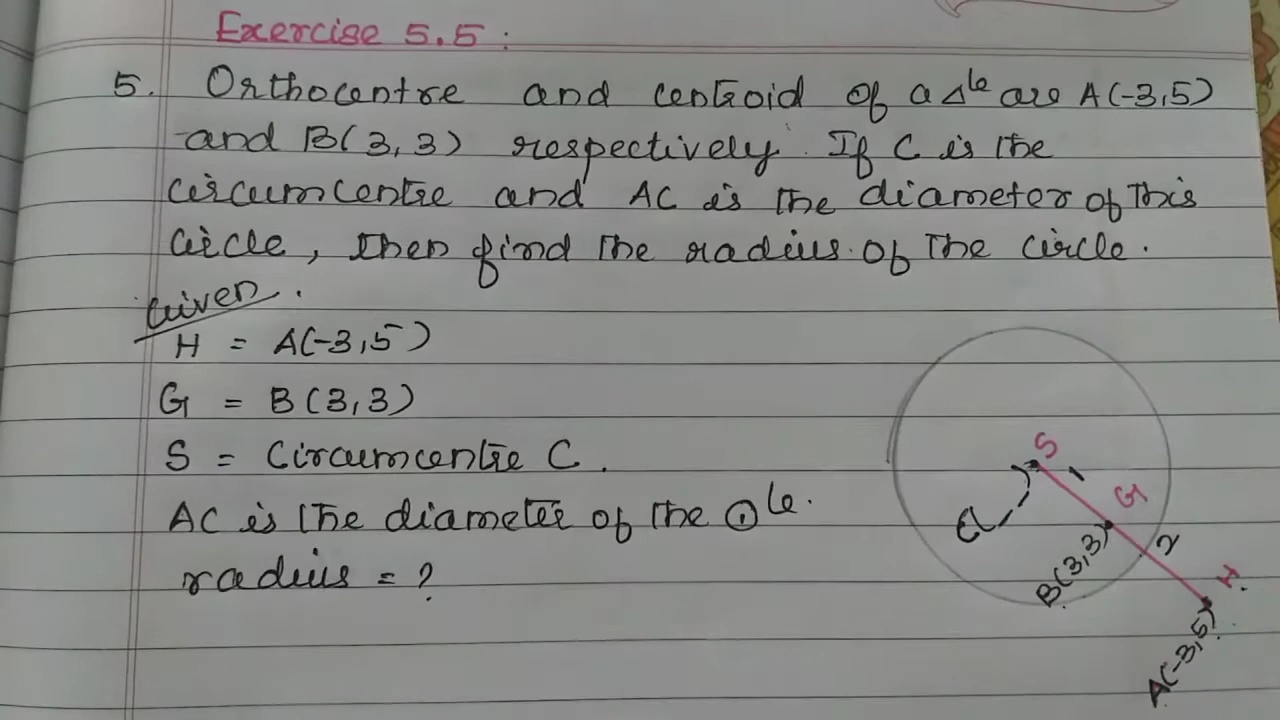 Exercise 5.5 :
5. Orthocentre and centroid of a Δle are A(-3,5)
and B(3,3) respectively. If C is the
circumcentre and AC is the diameter of this
circle, then find the radius of the circle.
Given.
H = A(-3,5)
G = B(3,3)
S = Circumcentre C.
AC is the diameter of the ⊙le.
radius = ?
S
1
G
C
B(3,3)
2
H
A(-3,5)